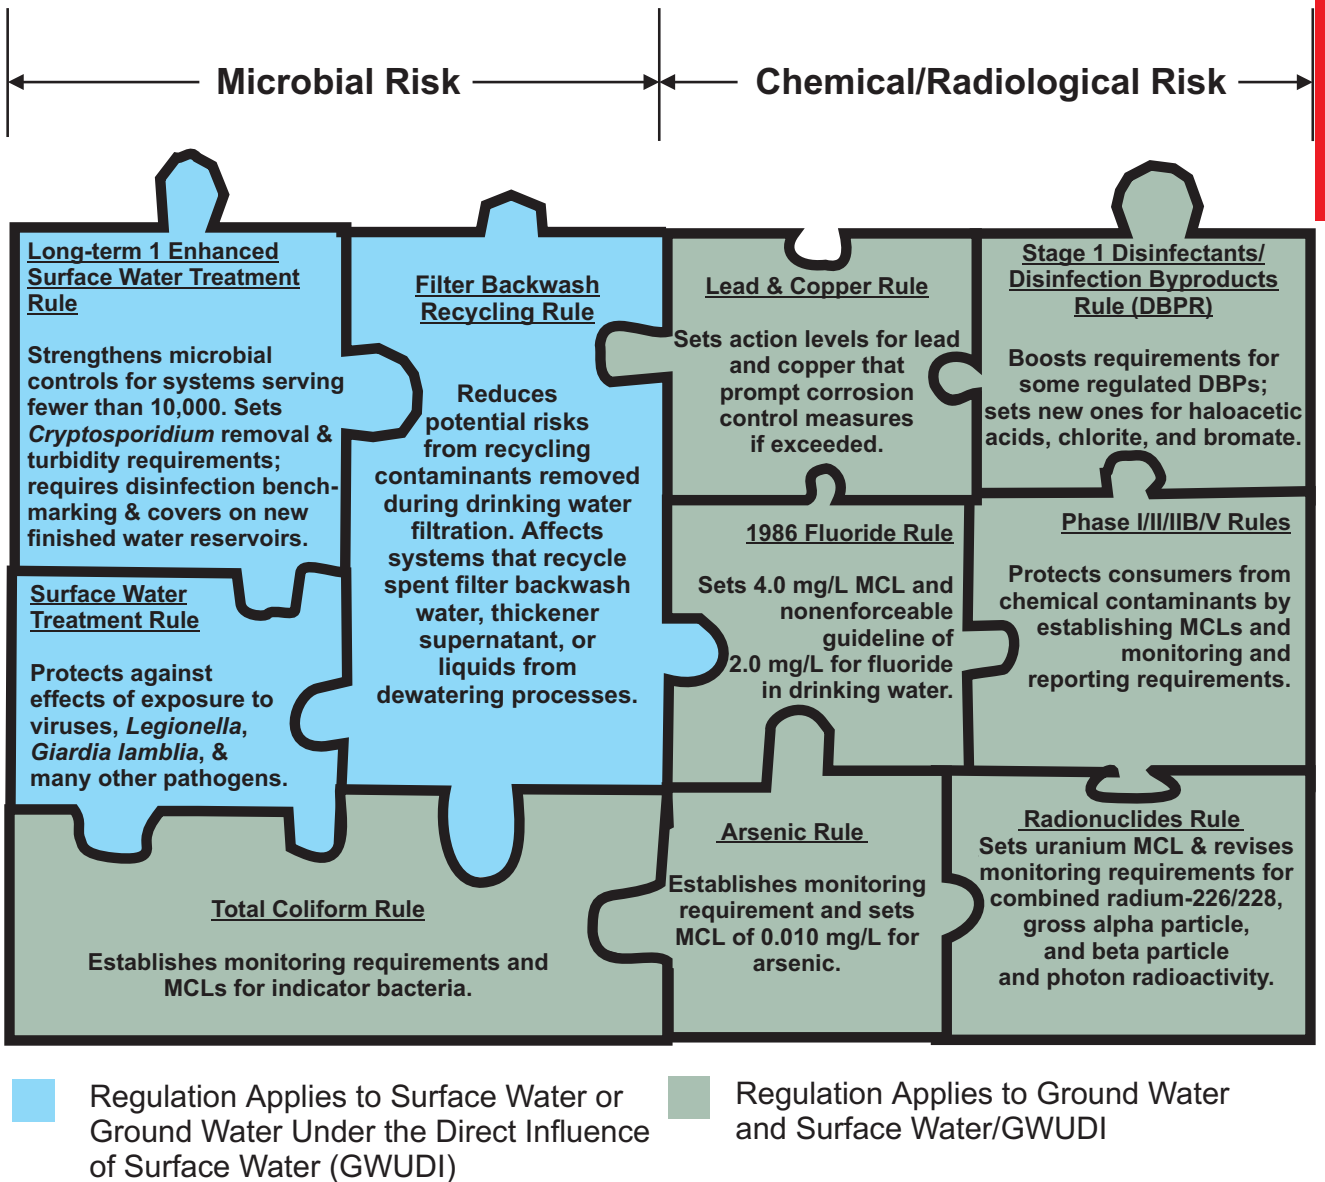 Microbial Risk
Chemical/Radiological Risk
Long-term 1 Enhanced
Surface Water Treatment
Rule
Strengthens microbial
controls for systems serving
fewer than 10,000. Sets
Cryptosporidium removal &
turbidity requirements;
requires disinfection bench-
marking & covers on new
finished water reservoirs.
Filter Backwash
Recycling Rule
Reduces
potential risks
from recycling
contaminants removed
during drinking water
filtration. Affects
systems that recycle
spent filter backwash
water, thickener
supernatant, or
liquids from
dewatering processes.
Lead & Copper Rule
Sets action levels for lead
and copper that
prompt corrosion
control measures
if exceeded.
Stage 1 Disinfectants/
Disinfection Byproducts
Rule (DBPR)
Boosts requirements for
some regulated DBPs;
sets new ones for haloacetic
acids, chlorite, and bromate.
Surface Water
Treatment Rule
Protects against
effects of exposure to
viruses, Legionella,
Giardia lamblia, &
many other pathogens.
1986 Fluoride Rule
Sets 4.0 mg/L MCL and
nonenforceable
guideline of
2.0 mg/L for fluoride
in drinking water.
Phase I/II/IIB/V Rules
Protects consumers from
chemical contaminants by
establishing MCLs and
monitoring and
reporting requirements.
Total Coliform Rule
Establishes monitoring requirements and
MCLs for indicator bacteria.
Arsenic Rule
Establishes monitoring
requirement and sets
MCL of 0.010 mg/L for
arsenic.
Radionuclides Rule
Sets uranium MCL & revises
monitoring requirements for
combined radium-226/228,
gross alpha particle,
and beta particle
and photon radioactivity.
Regulation Applies to Surface Water or
Ground Water Under the Direct Influence
of Surface Water (GWUDI)
Regulation Applies to Ground Water
and Surface Water/GWUDI